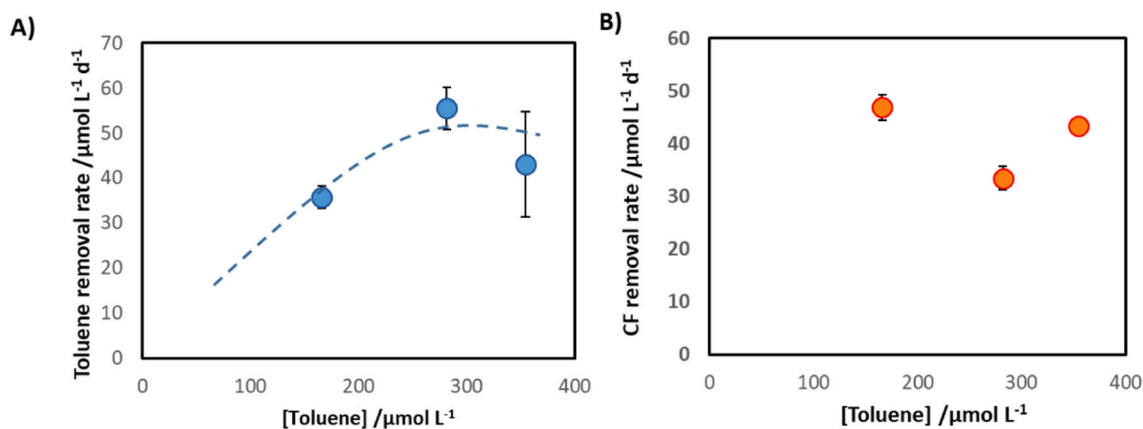 A)
Toluene removal rate /µmol L⁻¹ d⁻¹
70
60
50
40
30
20
10
0
0 100 200 300 400
[Toluene] /µmol L⁻¹
B)
CF removal rate /µmol L⁻¹ d⁻¹
60
50
40
30
20
10
0
0 100 200 300 400
[Toluene] /µmol L⁻¹